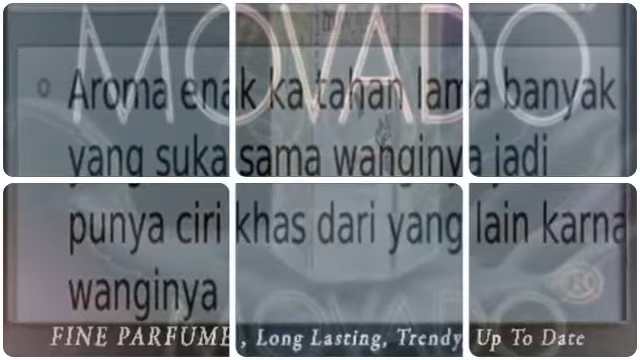 MOVADO
Aroma enak ka tahan lama banyak
yang suka sama wanginya jadi
punya ciri khas dari yang lain karna
wanginya
MOVADO
FINE PARFUME, Long Lasting, Trendy Up To Date